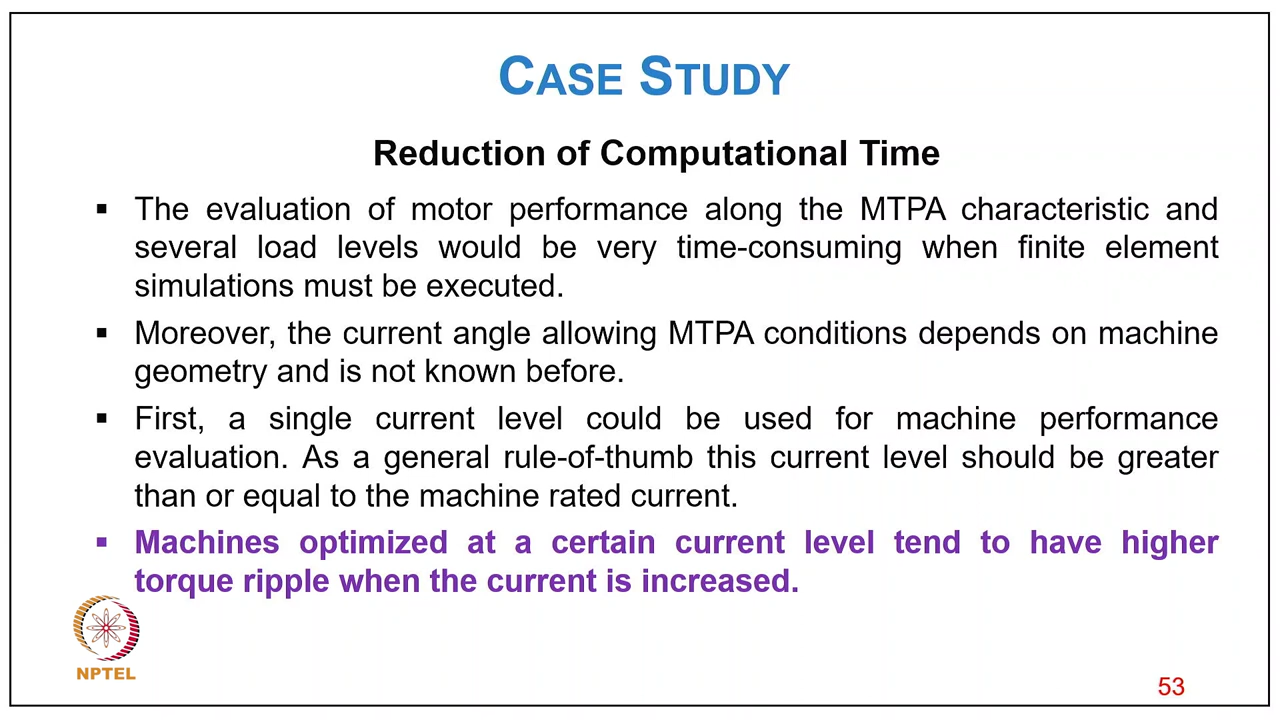 CASE STUDY
Reduction of Computational Time
▪ The evaluation of motor performance along the MTPA characteristic and
several load levels would be very time-consuming when finite element
simulations must be executed.
▪ Moreover, the current angle allowing MTPA conditions depends on machine
geometry and is not known before.
▪ First, a single current level could be used for machine performance
evaluation. As a general rule-of-thumb this current level should be greater
than or equal to the machine rated current.
▪ Machines optimized at a certain current level tend to have higher
torque ripple when the current is increased.
NPTEL
53